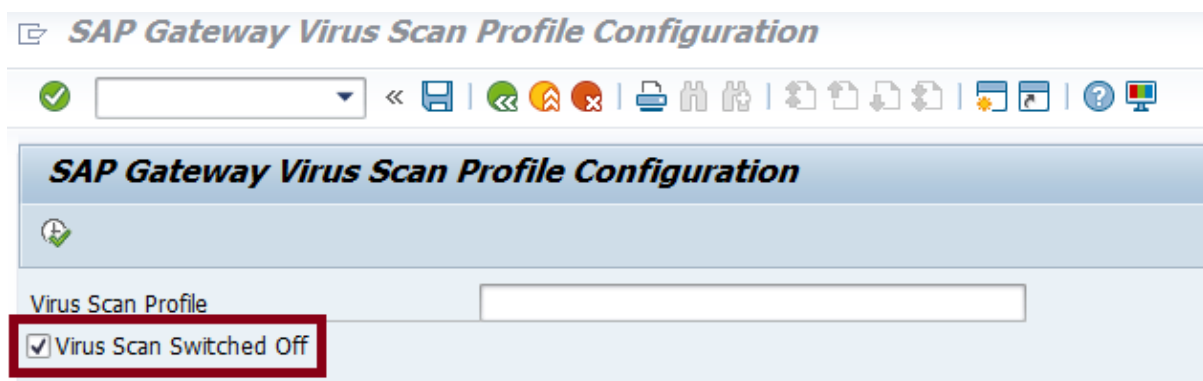 SAP Gateway Virus Scan Profile Configuration
SAP Gateway Virus Scan Profile Configuration
Virus Scan Profile
Virus Scan Switched Off